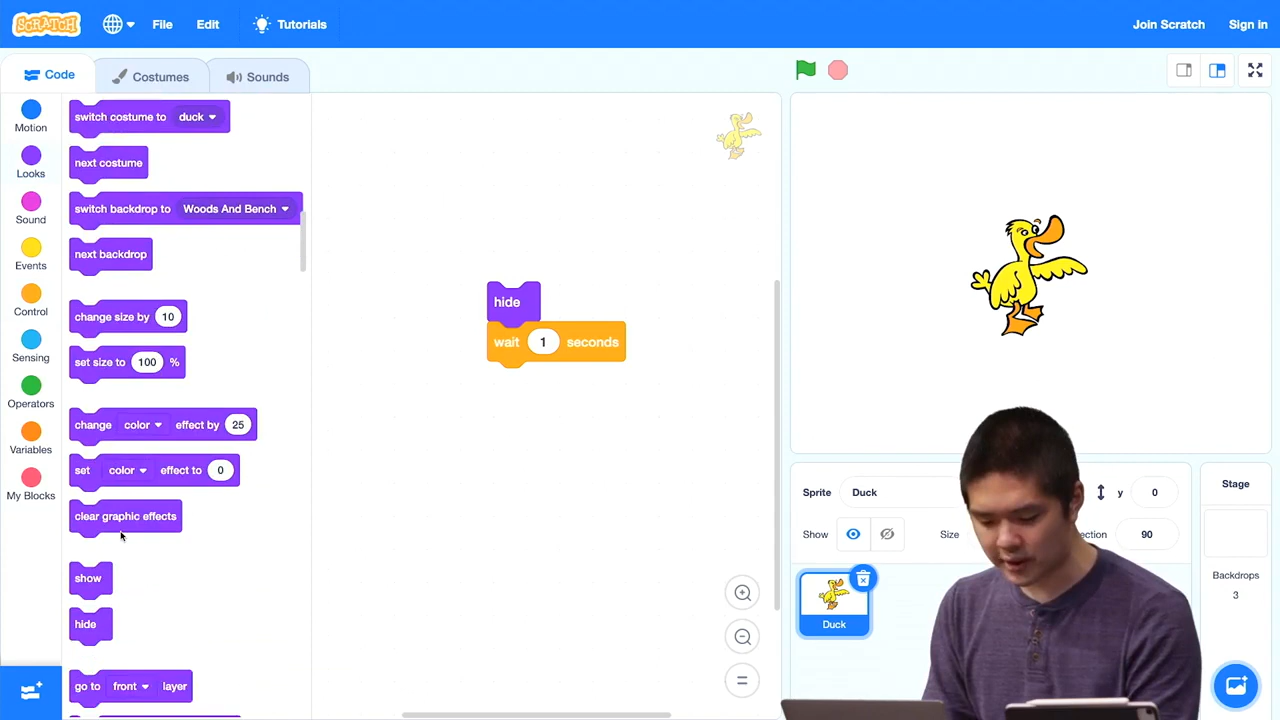 SCRATCH
File
Edit
Tutorials
Join Scratch
Sign in
Code
Costumes
Sounds
Motion
Looks
Sound
Events
Control
Sensing
Operators
Variables
My Blocks
switch costume to duck
next costume
switch backdrop to Woods And Bench
next backdrop
change size by 10
set size to 100 %
change color effect by 25
set color effect to 0
clear graphic effects
show
hide
go to front layer
hide
wait 1 seconds
Sprite Duck
y 0
Show
Size
ection 90
Duck
Stage
Backdrops
3